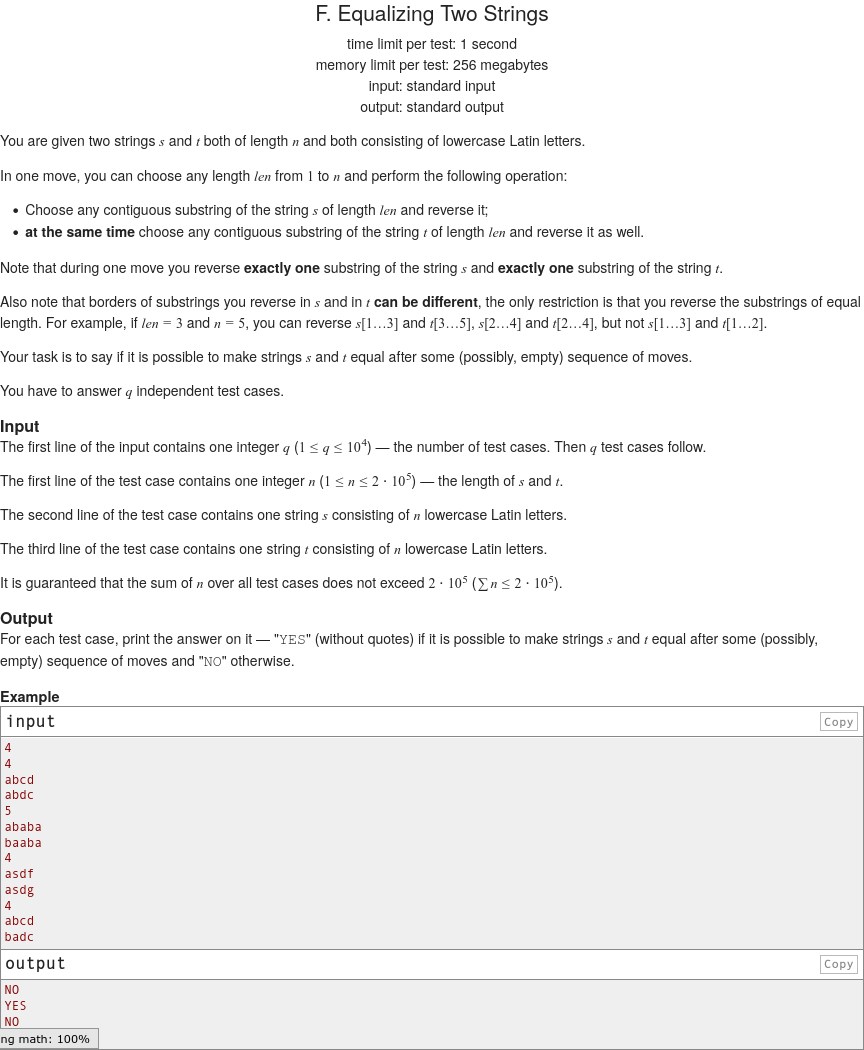 F. Equalizing Two Strings
time limit per test: 1 second
memory limit per test: 256 megabytes
input: standard input
output: standard output
You are given two strings s and t both of length n and both consisting of lowercase Latin letters.
In one move, you can choose any length len from 1 to n and perform the following operation:
• Choose any contiguous substring of the string s of length len and reverse it;
• at the same time choose any contiguous substring of the string t of length len and reverse it as well.
Note that during one move you reverse exactly one substring of the string s and exactly one substring of the string t.
Also note that borders of substrings you reverse in s and in t can be different, the only restriction is that you reverse the substrings of equal
length. For example, if len = 3 and n = 5, you can reverse s[1…3] and t[3…5], s[2…4] and t[2…4], but not s[1…3] and t[1…2].
Your task is to say if it is possible to make strings s and t equal after some (possibly, empty) sequence of moves.
You have to answer q independent test cases.
Input
The first line of the input contains one integer q (1 ≤ q ≤ 10^4) — the number of test cases. Then q test cases follow.
The first line of the test case contains one integer n (1 ≤ n ≤ 2 · 10^5) — the length of s and t.
The second line of the test case contains one string s consisting of n lowercase Latin letters.
The third line of the test case contains one string t consisting of n lowercase Latin letters.
It is guaranteed that the sum of n over all test cases does not exceed 2 · 10^5 (∑ n ≤ 2 · 10^5).
Output
For each test case, print the answer on it — "YES" (without quotes) if it is possible to make strings s and t equal after some (possibly,
empty) sequence of moves and "NO" otherwise.
Example
input
Copy
4
4
abcd
abdc
5
ababa
baaba
4
asdf
asdg
4
abcd
badc
output
Copy
NO
YES
NO
ng math: 100%